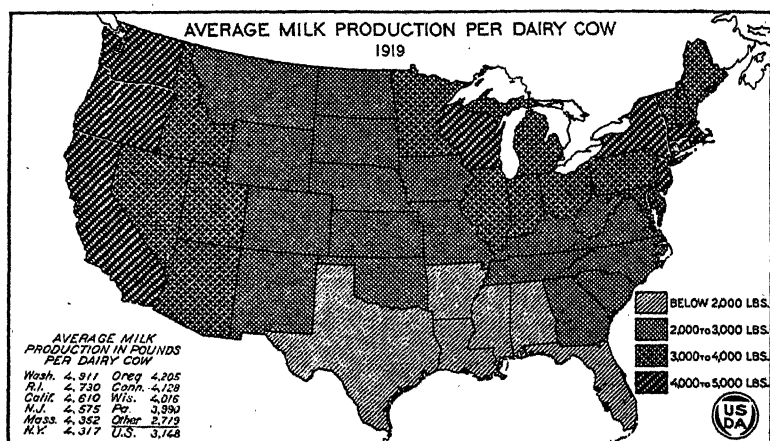 AVERAGE MILK PRODUCTION PER DAIRY COW
1919
BELOW 2,000 LBS.
2,000 TO 3,000 LBS.
3,000 TO 4,000 LBS.
4,000 TO 5,000 LBS.
AVERAGE MILK
PRODUCTION IN POUNDS
PER DAIRY COW
Wash. 4,911 Oreg 4,205
R.I. 4,730 Conn. 4,128
Calif. 4,610 Wis. 4,016
N.J. 4,575 Pa. 3,990
Mass. 4,352 Other 2,719
N.Y. 4,317 U.S. 3,148
US
DA